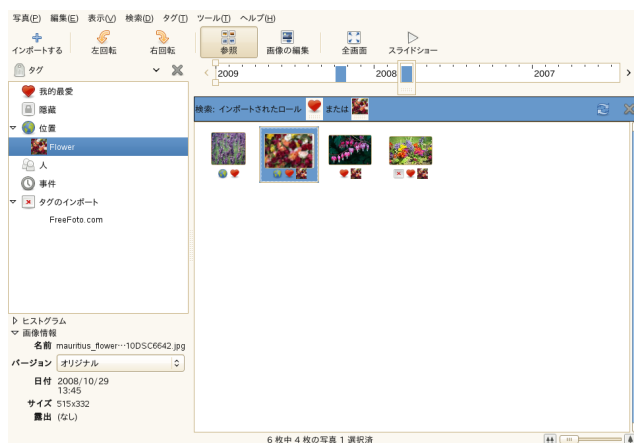 写真(P) 編集(E) 表示(V) 検索(D) タグ(T) ツール(T) ヘルプ(H)
インポートする 左回転 右回転 参照 画像の編集 全画面 スライドショー
タグ
2009 2008 2007
我的最愛
隠蔵
位置
Flower
人
事件
タグのインポート
FreeFoto.com
検索: インポートされたロール または
ヒストグラム
画像情報
名前 mauritius_flower…10DSC6642.jpg
バージョン オリジナル
日付 2008/10/29
13:45
サイズ 515x332
露出 (なし)
6 枚中 4 枚の写真 1 選択済